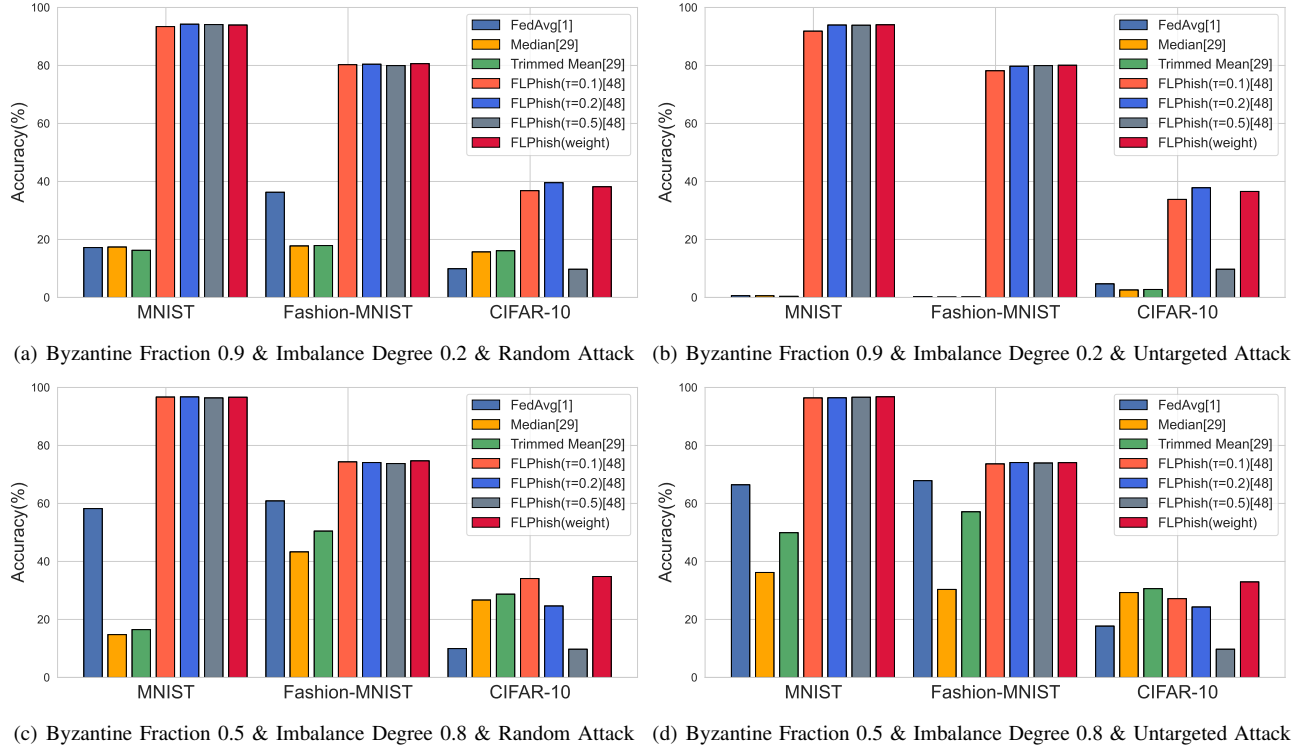 100
80
60
40
20
0
Accuracy(%)
FedAvg[1]
Median[29]
Trimmed Mean[29]
FLPhish(τ=0.1)[48]
FLPhish(τ=0.2)[48]
FLPhish(τ=0.5)[48]
FLPhish(weight)
MNIST Fashion-MNIST CIFAR-10
(a) Byzantine Fraction 0.9 & Imbalance Degree 0.2 & Random Attack
100
80
60
40
20
0
Accuracy(%)
FedAvg[1]
Median[29]
Trimmed Mean[29]
FLPhish(τ=0.1)[48]
FLPhish(τ=0.2)[48]
FLPhish(τ=0.5)[48]
FLPhish(weight)
MNIST Fashion-MNIST CIFAR-10
(b) Byzantine Fraction 0.9 & Imbalance Degree 0.2 & Untargeted Attack
100
80
60
40
20
0
Accuracy(%)
FedAvg[1]
Median[29]
Trimmed Mean[29]
FLPhish(τ=0.1)[48]
FLPhish(τ=0.2)[48]
FLPhish(τ=0.5)[48]
FLPhish(weight)
MNIST Fashion-MNIST CIFAR-10
(c) Byzantine Fraction 0.5 & Imbalance Degree 0.8 & Random Attack
100
80
60
40
20
0
Accuracy(%)
FedAvg[1]
Median[29]
Trimmed Mean[29]
FLPhish(τ=0.1)[48]
FLPhish(τ=0.2)[48]
FLPhish(τ=0.5)[48]
FLPhish(weight)
MNIST Fashion-MNIST CIFAR-10
(d) Byzantine Fraction 0.5 & Imbalance Degree 0.8 & Untargeted Attack